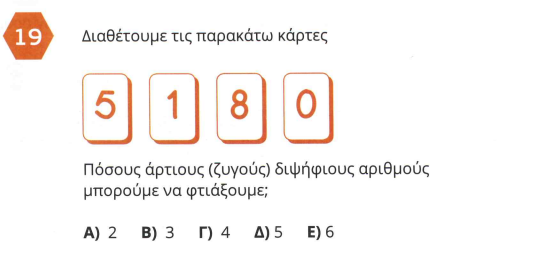 19
Διαθέτουμε τις παρακάτω κάρτες
5 1 8 0
Πόσους άρτιους (ζυγούς) διψήφιους αριθμούς
μπορούμε να φτιάξουμε;
Α) 2 Β) 3 Γ) 4 Δ) 5 Ε) 6